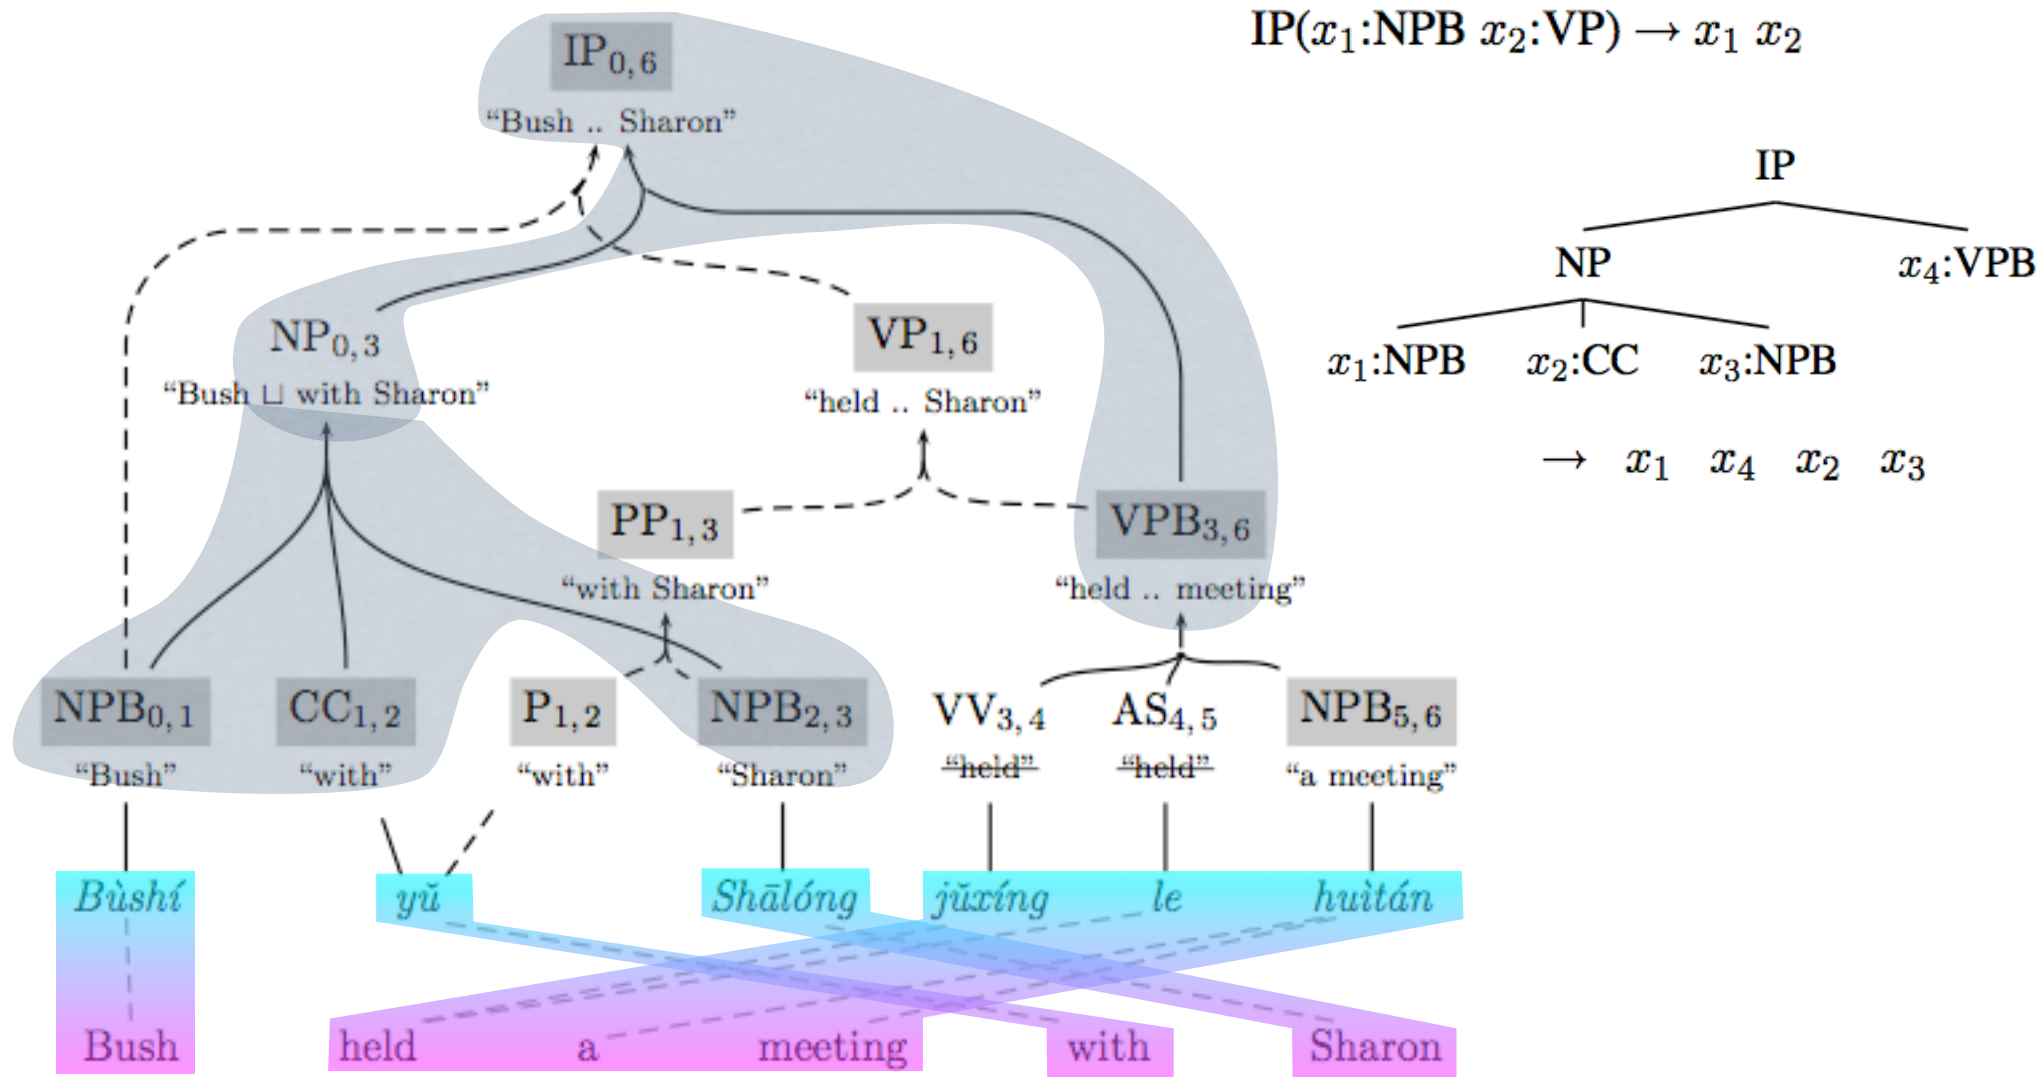 IP(x₁:NPB x₂:VP) → x₁ x₂
IP₀,₆
“Bush .. Sharon”
IP
NP x₄:VPB
x₁:NPB x₂:CC x₃:NPB
→ x₁ x₄ x₂ x₃
NP₀,₃ VP₁,₆
“Bush ⊔ with Sharon” “held .. Sharon”
PP₁,₃ VPB₃,₆
“with Sharon” “held .. meeting”
NPB₀,₁ CC₁,₂ P₁,₂ NPB₂,₃ VV₃,₄ AS₄,₅ NPB₅,₆
“Bush” “with” “with” “Sharon” “held” “held” “a meeting”
Bùshí yǔ Shālóng jǔxíng le huìtán
Bush held a meeting with Sharon